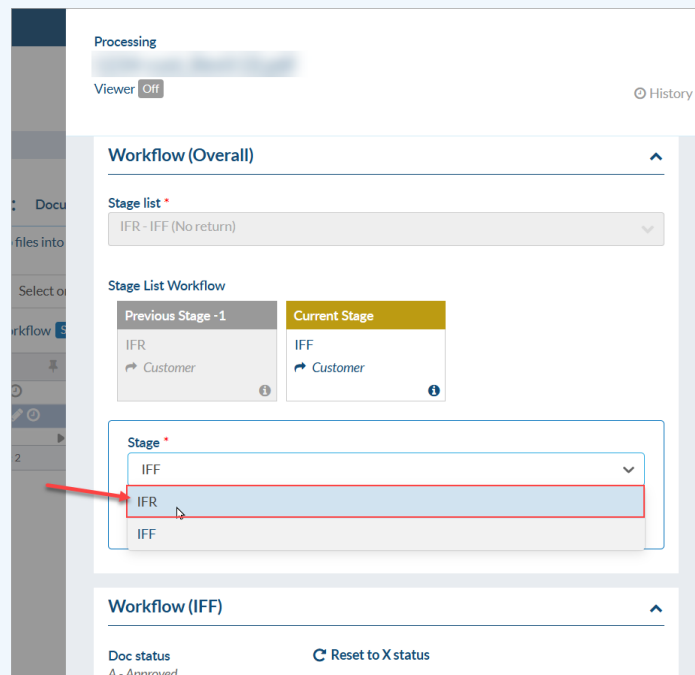 Processing
Viewer Off
History
Workflow (Overall)
: Docu
Stage list *
files into
IFR - IFF (No return)
Select o
Stage List Workflow
Previous Stage -1
Current Stage
rkflow S
IFR
IFF
Customer
Customer
Stage *
2
IFF
IFR
IFF
Workflow (IFF)
Doc status
Reset to X status
A - Approved